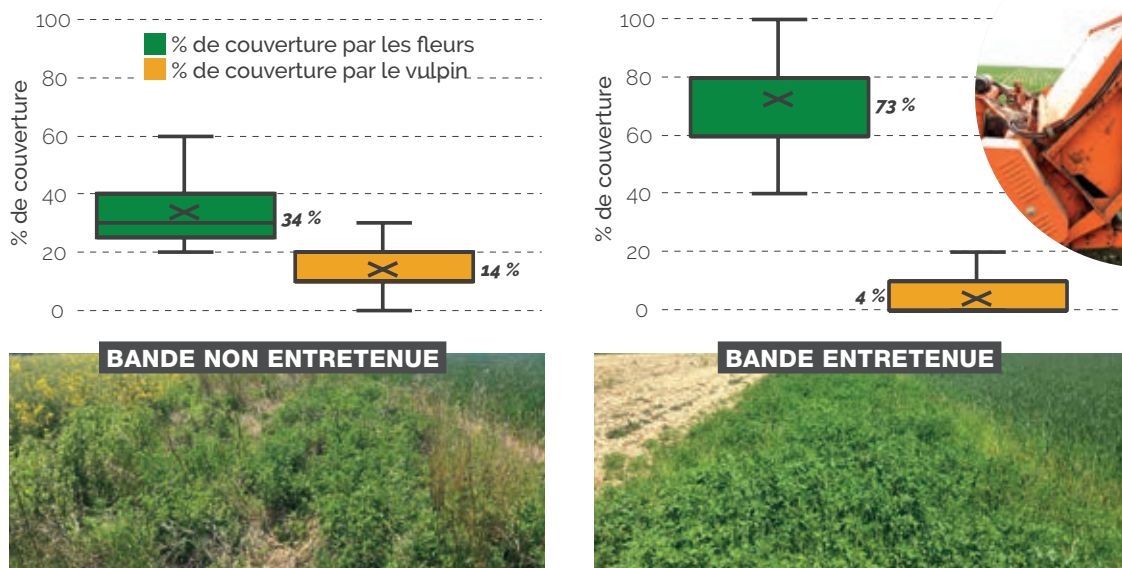 % de couverture
100
80
60
40
20
0
% de couverture par les fleurs
% de couverture par le vulpin
34 %
14 %
BANDE NON ENTRETENUE
% de couverture
100
80
60
40
20
0
73 %
4 %
BANDE ENTRETENUE